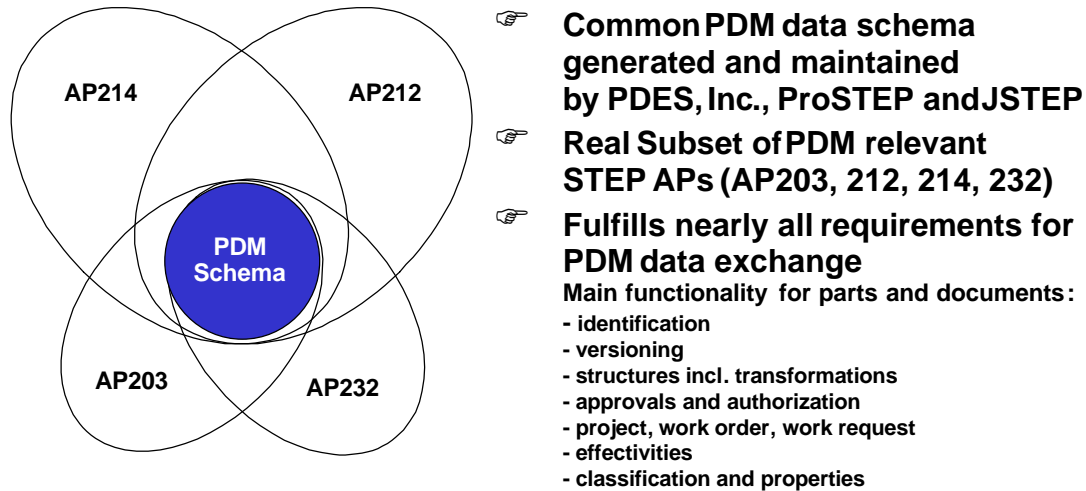 AP214
AP212
PDM
Schema
AP203
AP232
☞ Common PDM data schema
generated and maintained
by PDES, Inc., ProSTEP and JSTEP
☞ Real Subset of PDM relevant
STEP APs (AP203, 212, 214, 232)
☞ Fulfills nearly all requirements for
PDM data exchange
Main functionality for parts and documents:
- identification
- versioning
- structures incl. transformations
- approvals and authorization
- project, work order, work request
- effectivities
- classification and properties